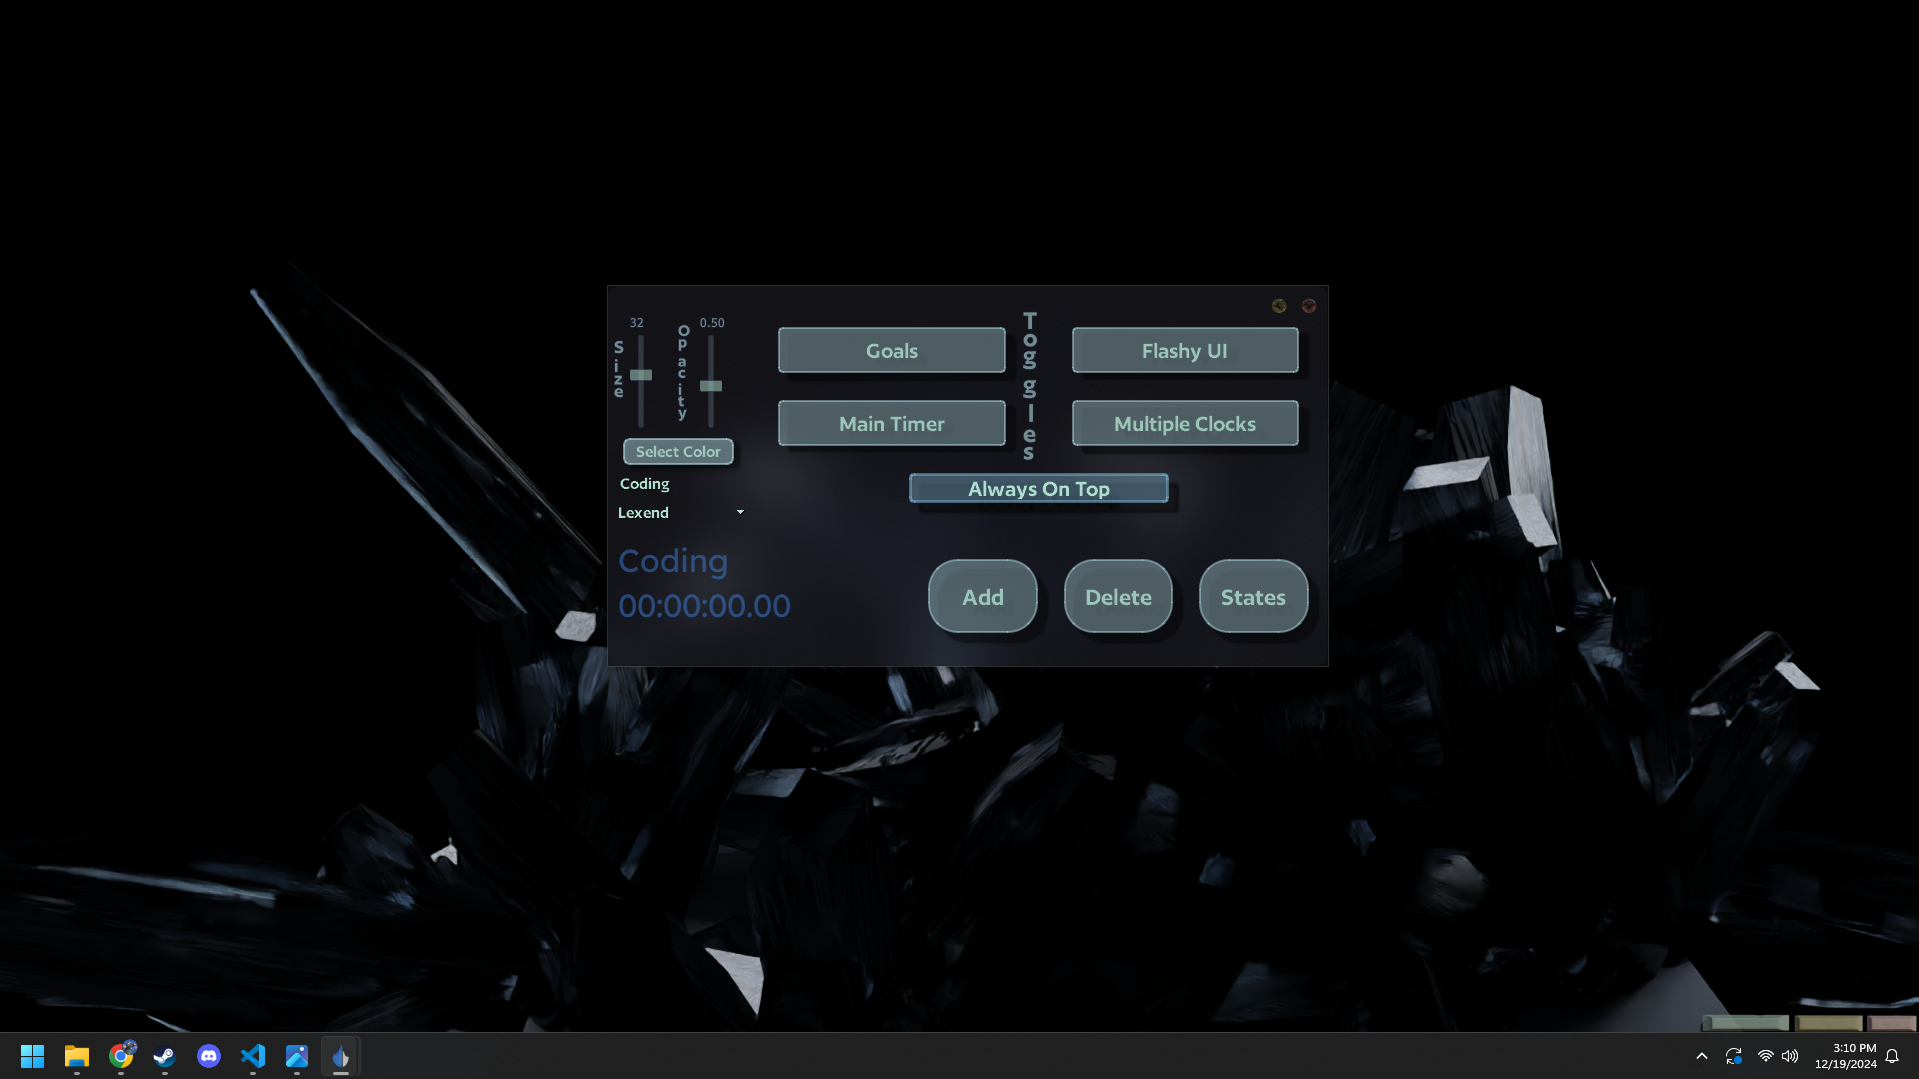 32
0.50
Size
Opacity
Toggles
Goals
Flashy UI
Main Timer
Multiple Clocks
Select Color
Coding
Always On Top
Lexend
Coding
00:00:00.00
Add
Delete
States
3:10 PM
12/19/2024